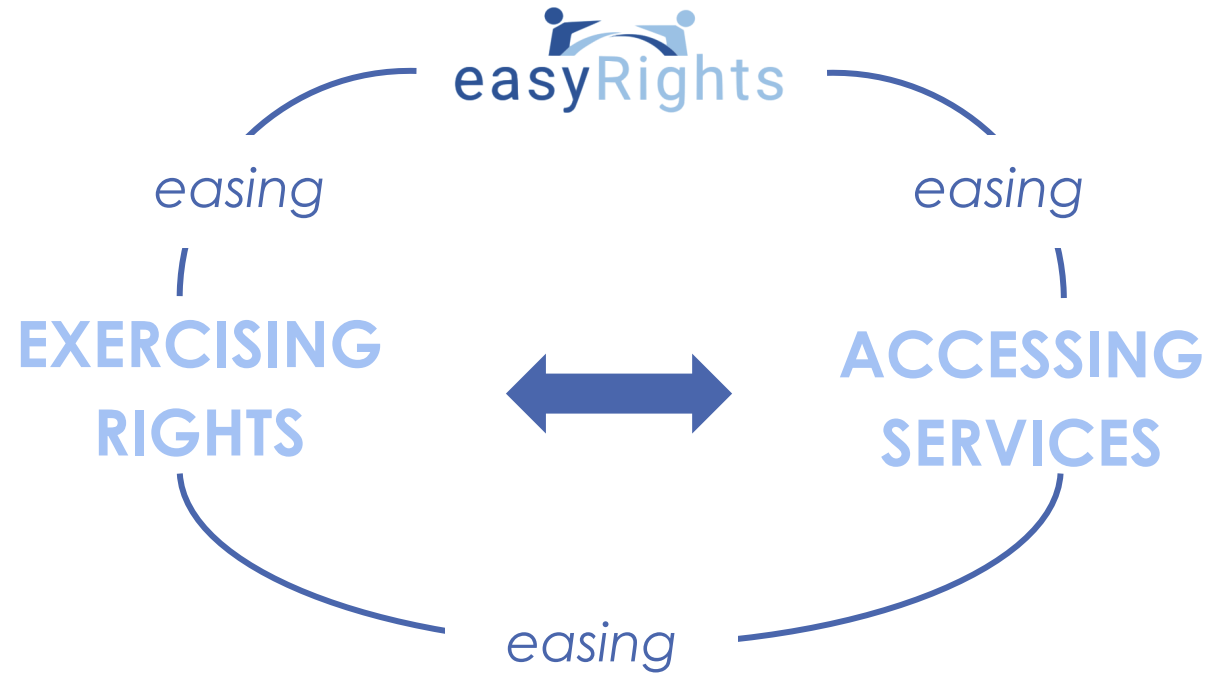 easyRights
easing
easing
EXERCISING
RIGHTS
ACCESSING
SERVICES
easing